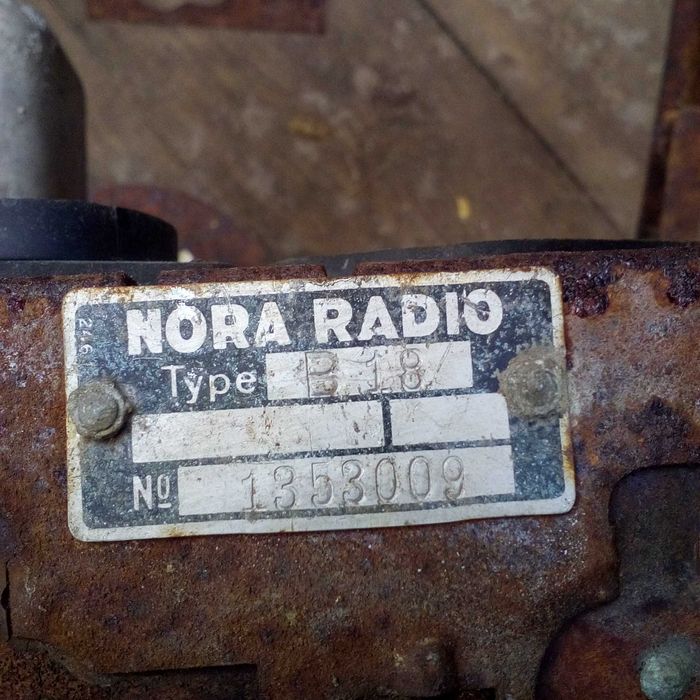 NORA RADIO
Type B 18
No 1353009